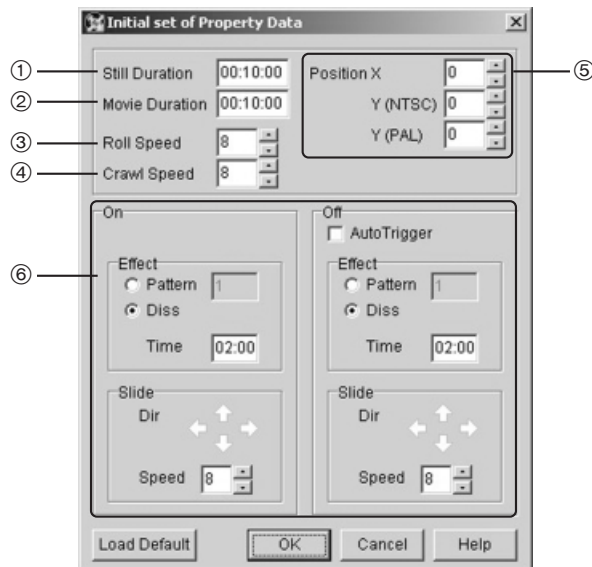 Initial set of Property Data
① Still Duration 00:10:00 Position X 0 ⑤
② Movie Duration 00:10:00 Y (NTSC) 0
③ Roll Speed 8 Y (PAL) 0
④ Crawl Speed 8
⑥
On
Effect
Pattern 1
Diss
Time 02:00
Slide
Dir
Speed 8
Off
AutoTrigger
Effect
Pattern 1
Diss
Time 02:00
Slide
Dir
Speed 8
Load Default OK Cancel Help